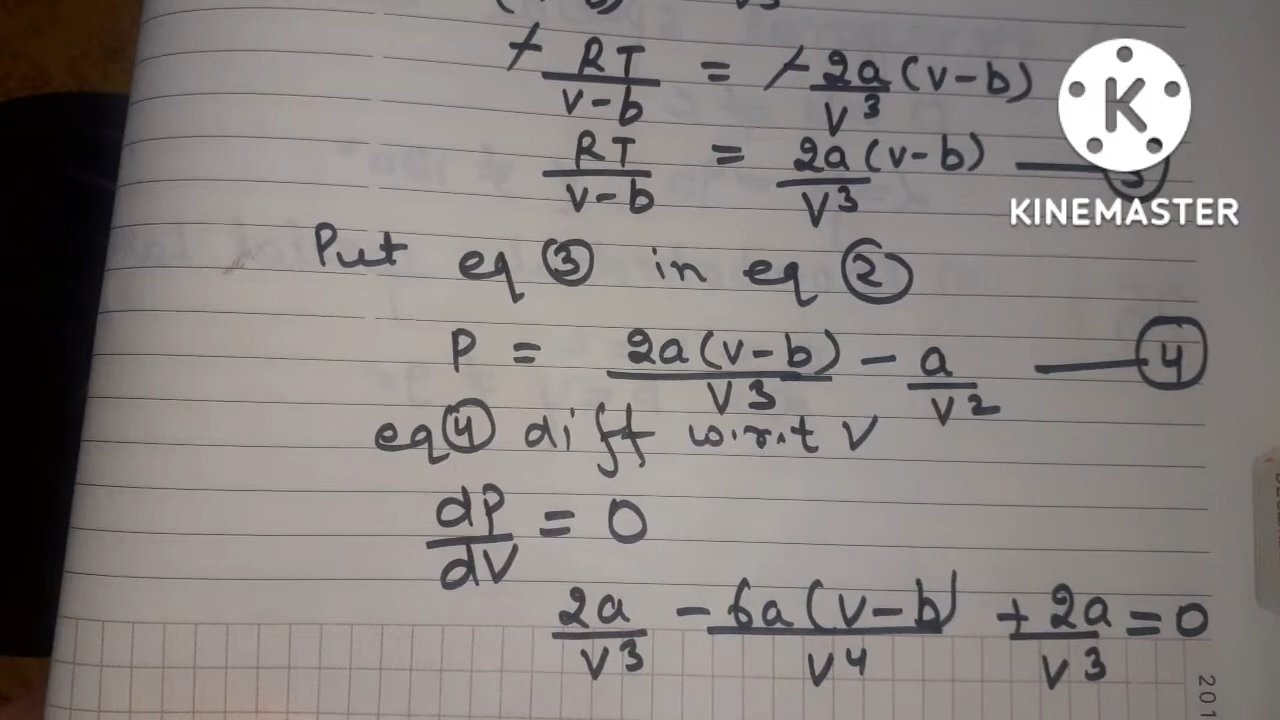 RT/(V-b) = -2a/V³ (V-b)
RT/(V-b) = 2a/V³ (V-b) — ③
KINEMASTER
Put eq ③ in eq ②
P = 2a(V-b)/V³ - a/V² — ④
eq ④ diff w.r.t V
dP/dV = 0
2a/V³ - 6a(V-b)/V⁴ + 2a/V³ = 0
201